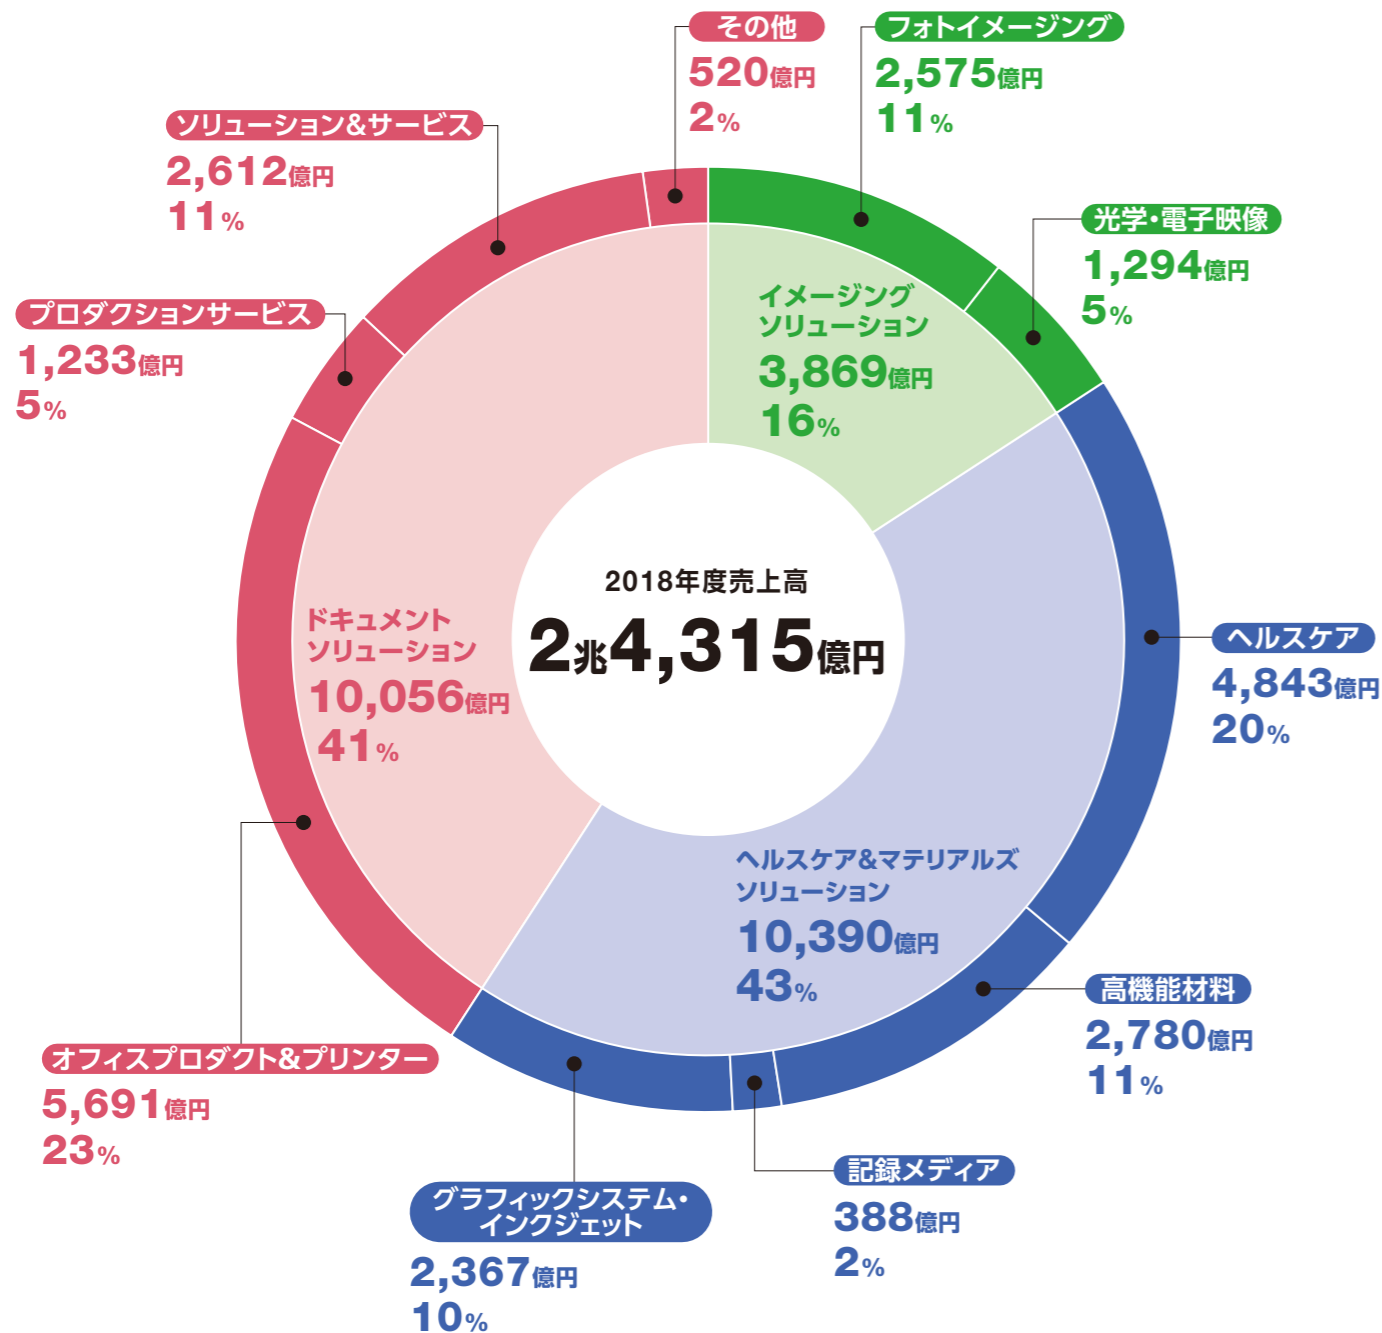 その他
520億円
2%
フォトイメージング
2,575億円
11%
ソリューション&サービス
2,612億円
11%
光学・電子映像
1,294億円
5%
プロダクションサービス
1,233億円
5%
イメージング
ソリューション
3,869億円
16%
2018年度売上高
2兆4,315億円
ドキュメント
ソリューション
10,056億円
41%
ヘルスケア
4,843億円
20%
ヘルスケア&マテリアルズ
ソリューション
10,390億円
43%
高機能材料
2,780億円
11%
オフィスプロダクト&プリンター
5,691億円
23%
記録メディア
388億円
2%
グラフィックシステム・
インクジェット
2,367億円
10%